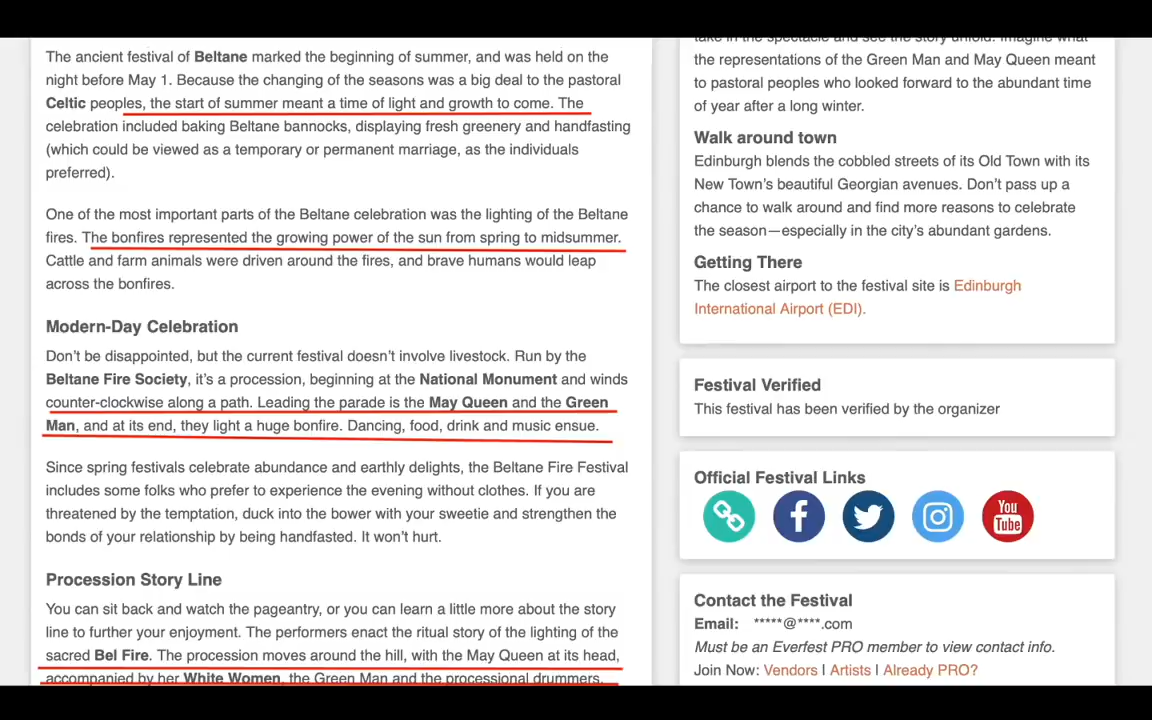 The ancient festival of Beltane marked the beginning of summer, and was held on the
night before May 1. Because the changing of the seasons was a big deal to the pastoral
Celtic peoples, the start of summer meant a time of light and growth to come. The
celebration included baking Beltane bannocks, displaying fresh greenery and handfasting
(which could be viewed as a temporary or permanent marriage, as the individuals
preferred).
One of the most important parts of the Beltane celebration was the lighting of the Beltane
fires. The bonfires represented the growing power of the sun from spring to midsummer.
Cattle and farm animals were driven around the fires, and brave humans would leap
across the bonfires.
Modern-Day Celebration
Don’t be disappointed, but the current festival doesn’t involve livestock. Run by the
Beltane Fire Society, it’s a procession, beginning at the National Monument and winds
counter-clockwise along a path. Leading the parade is the May Queen and the Green
Man, and at its end, they light a huge bonfire. Dancing, food, drink and music ensue.
Since spring festivals celebrate abundance and earthly delights, the Beltane Fire Festival
includes some folks who prefer to experience the evening without clothes. If you are
threatened by the temptation, duck into the bower with your sweetie and strengthen the
bonds of your relationship by being handfasted. It won’t hurt.
Procession Story Line
You can sit back and watch the pageantry, or you can learn a little more about the story
line to further your enjoyment. The performers enact the ritual story of the lighting of the
sacred Bel Fire. The procession moves around the hill, with the May Queen at its head,
accompanied by her White Women, the Green Man and the processional drummers.
take in the spectacle and see the story unfold. Imagine what
the representations of the Green Man and May Queen meant
to pastoral peoples who looked forward to the abundant time
of year after a long winter.
Walk around town
Edinburgh blends the cobbled streets of its Old Town with its
New Town’s beautiful Georgian avenues. Don’t pass up a
chance to walk around and find more reasons to celebrate
the season—especially in the city’s abundant gardens.
Getting There
The closest airport to the festival site is Edinburgh
International Airport (EDI).
Festival Verified
This festival has been verified by the organizer
Official Festival Links
You
Tube
Contact the Festival
Email: *****@****.com
Must be an Everfest PRO member to view contact info.
Join Now: Vendors | Artists | Already PRO?